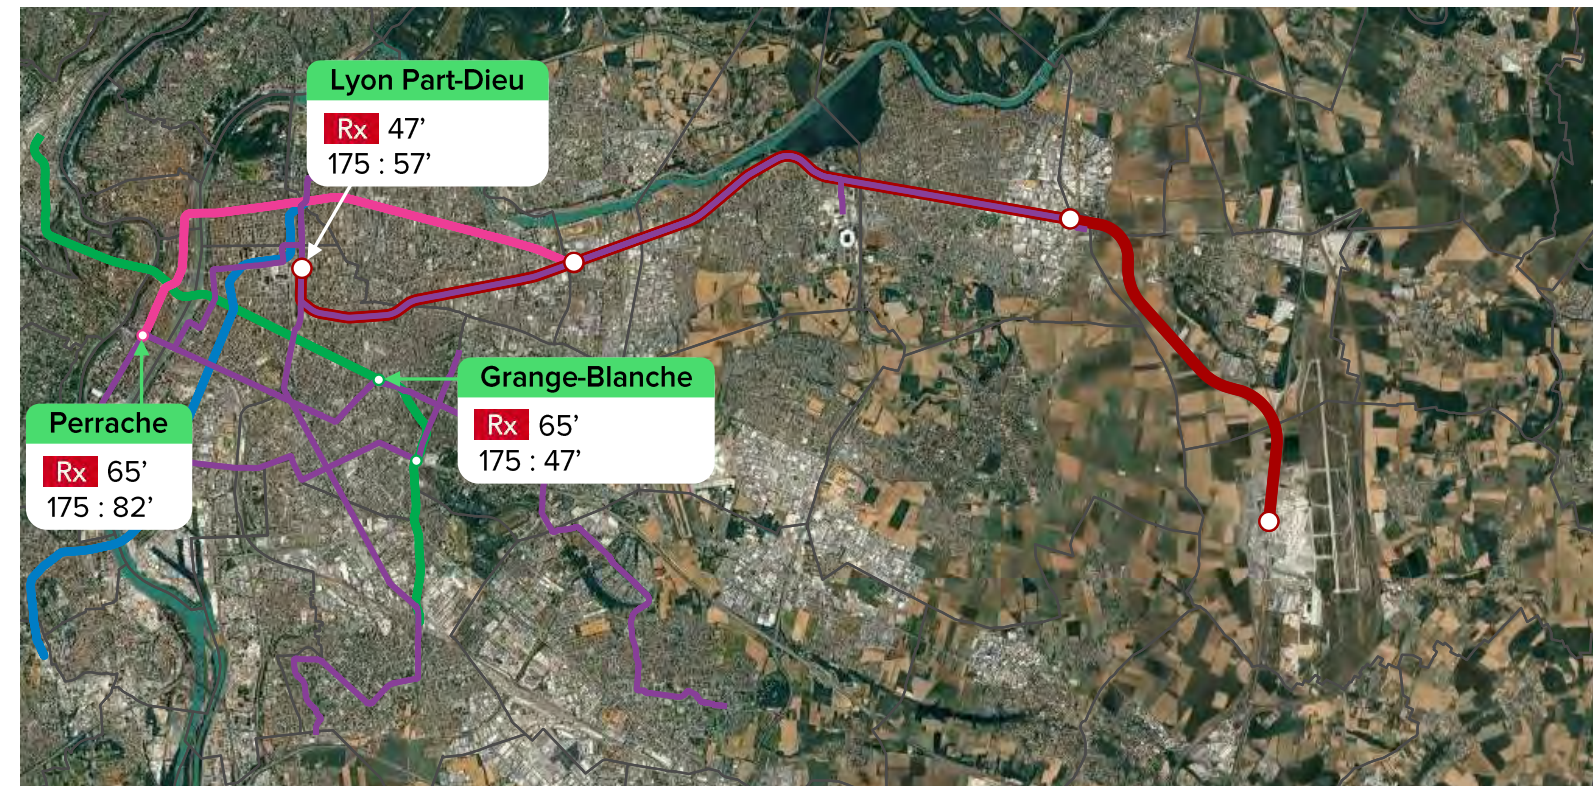 Lyon Part-Dieu
Rx 47’
175 : 57’
Grange-Blanche
Rx 65’
175 : 47’
Perrache
Rx 65’
175 : 82’